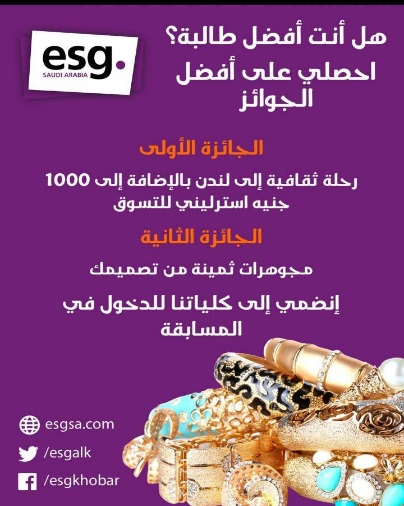 esg.
SAUDI ARABIA
هل أنت أفضل طالبة؟
احصلي على أفضل
الجوائز
الجائزة الأولى
رحلة ثقافية إلى لندن بالإضافة إلى 1000
جنيه استرليني للتسوق
الجائزة الثانية
مجوهرات ثمينة من تصميمك
إنضمي إلى كلياتنا للدخول في
المسابقة
esgsa.com
/esgalk
/esgkhobar